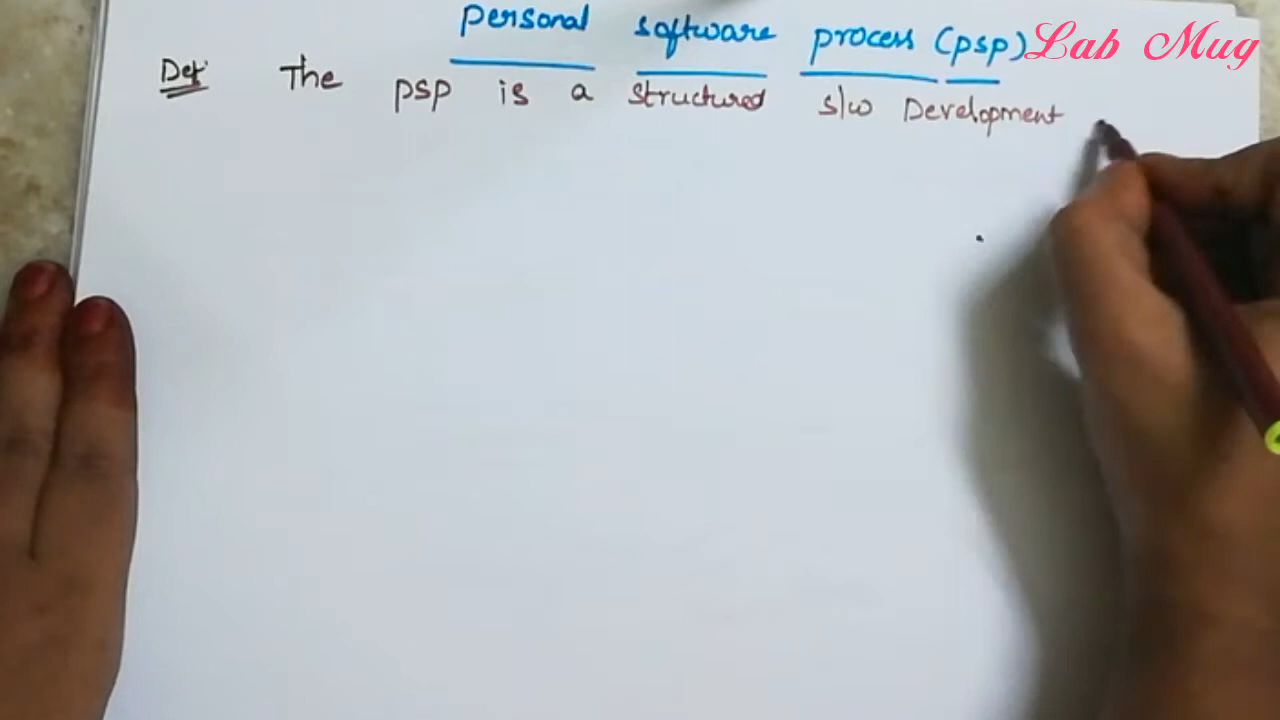 personal software process (psp)
Lab Mug
Def: The psp is a structured s/w Development